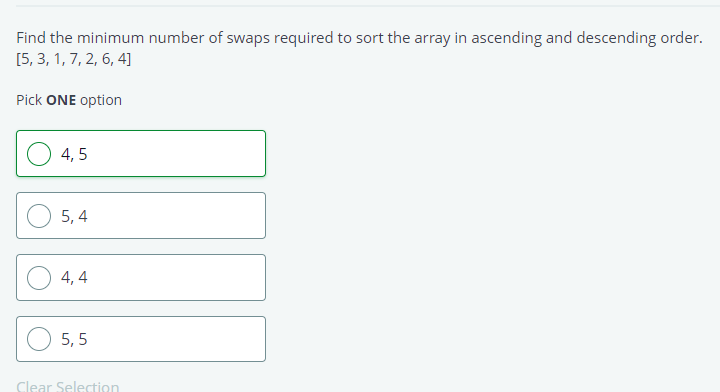 Find the minimum number of swaps required to sort the array in ascending and descending order.
[5, 3, 1, 7, 2, 6, 4]
Pick ONE option
4, 5
5, 4
4, 4
5, 5
Clear Selection